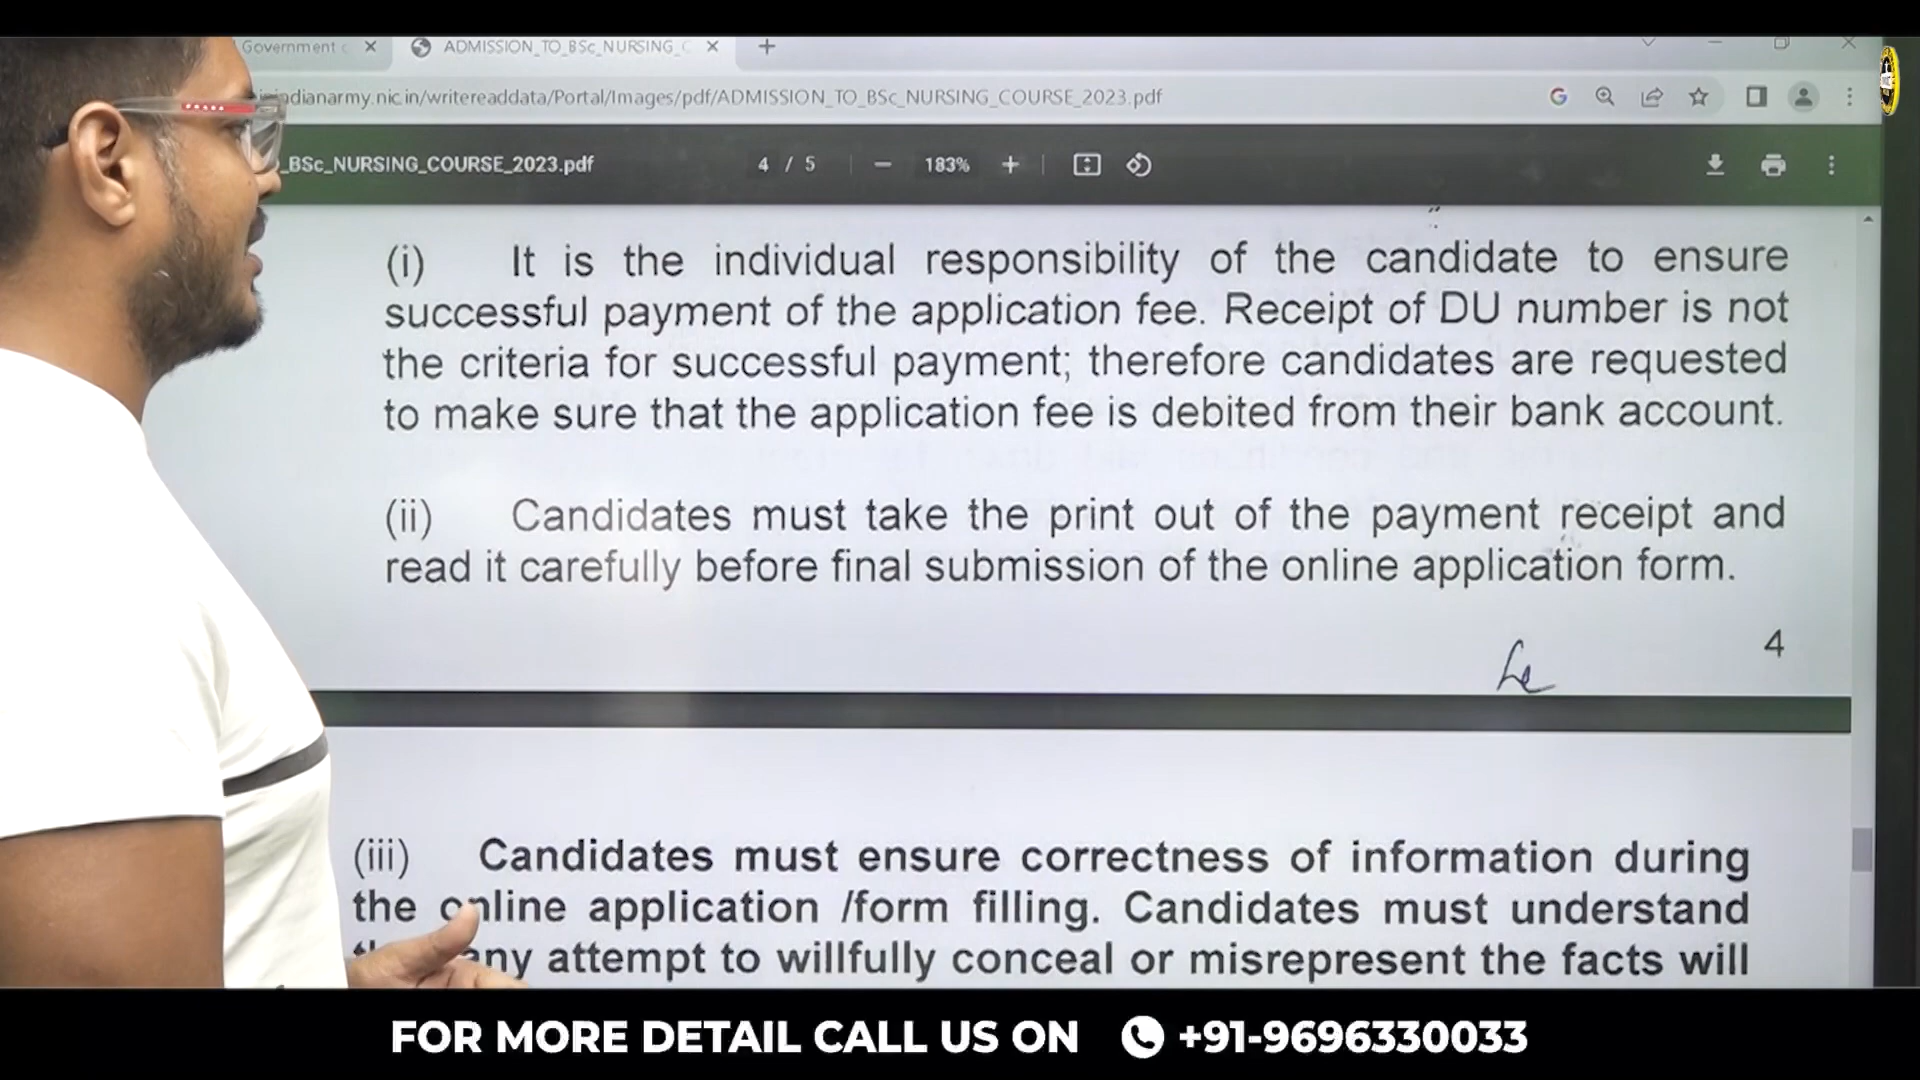 Government
ADMISSION_TO_BSc_NURSING_C
indianarmy.nic.in/writereaddata/Portal/Images/pdf/ADMISSION_TO_BSc_NURSING_COURSE_2023.pdf
_BSc_NURSING_COURSE_2023.pdf 4 / 5 183%
(i) It is the individual responsibility of the candidate to ensure
successful payment of the application fee. Receipt of DU number is not
the criteria for successful payment; therefore candidates are requested
to make sure that the application fee is debited from their bank account.
(ii) Candidates must take the print out of the payment receipt and
read it carefully before final submission of the online application form.
4
(iii) Candidates must ensure correctness of information during
the online application /form filling. Candidates must understand
any attempt to willfully conceal or misrepresent the facts will
FOR MORE DETAIL CALL US ON +91-9696330033